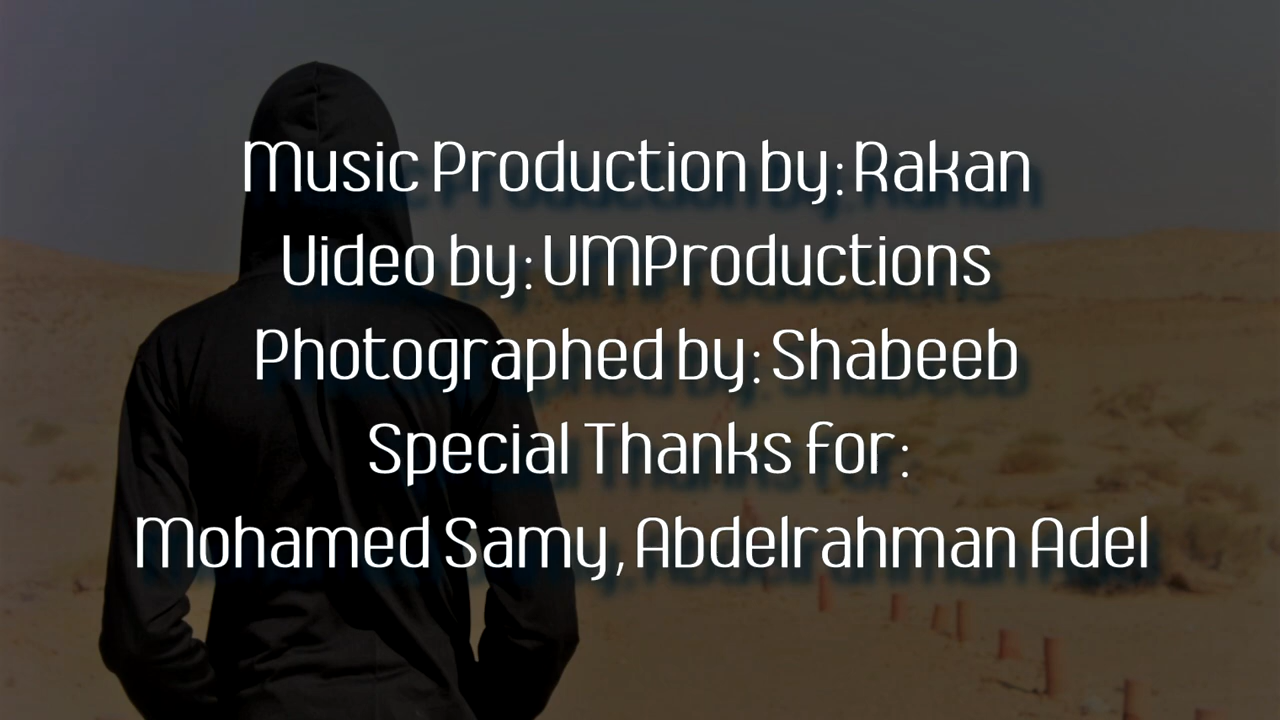 Music Production by: Rakan
Video by: UMProductions
Photographed by: Shabeeb
Special Thanks for:
Mohamed Samy, Abdelrahman Adel